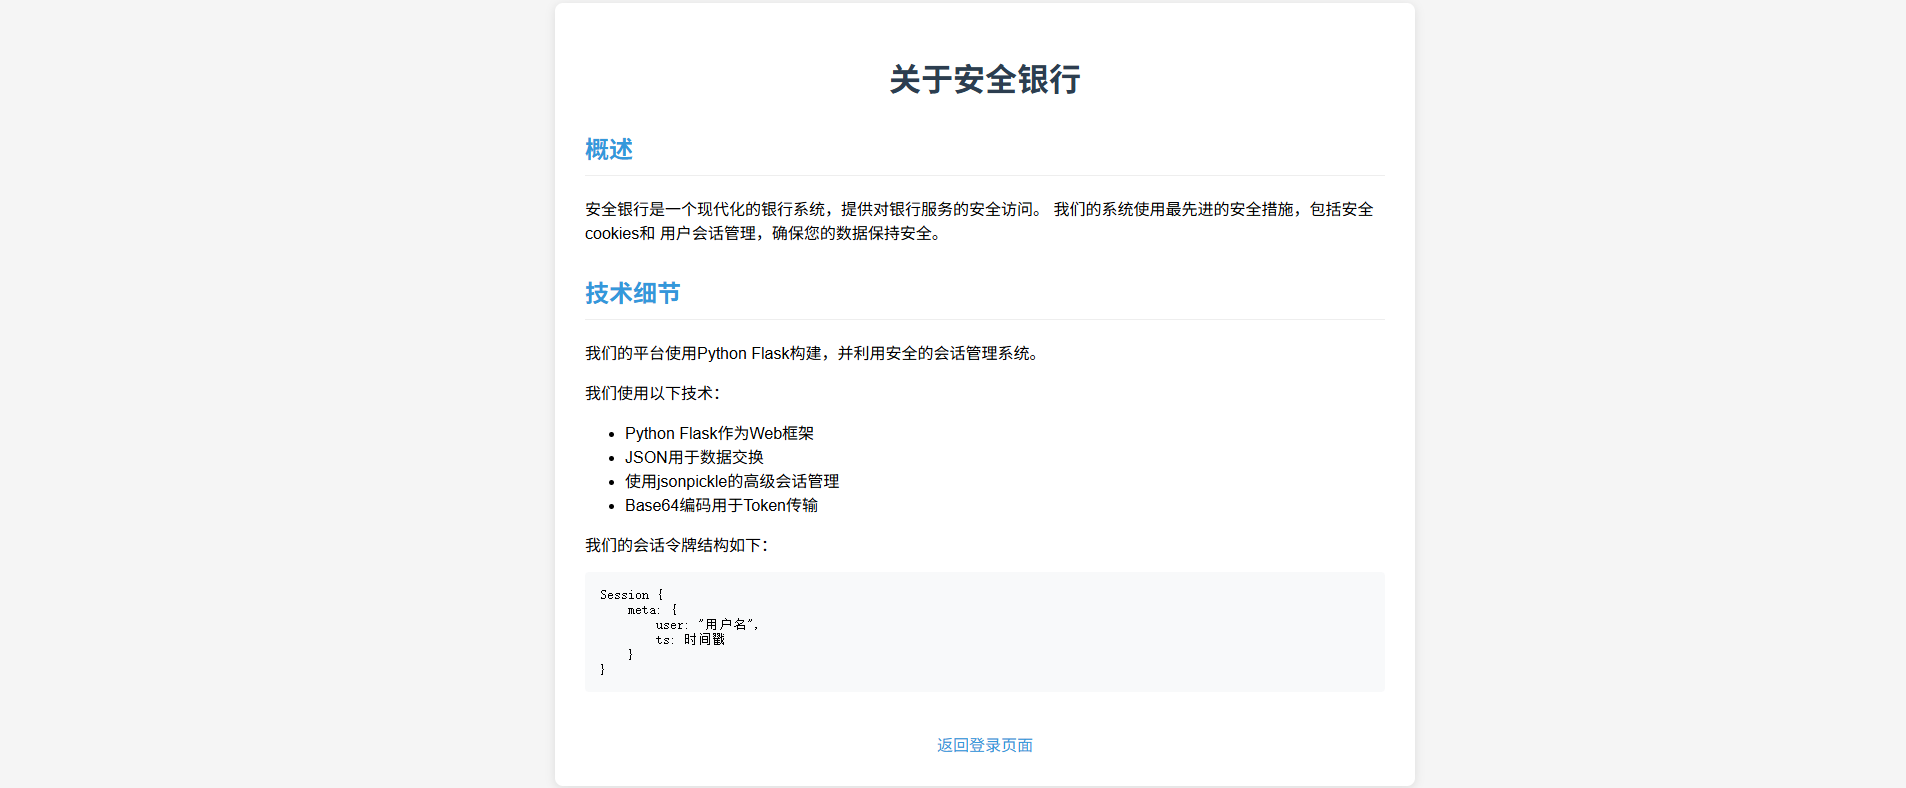 关于安全银行
概述
安全银行是一个现代化的银行系统，提供对银行服务的安全访问。 我们的系统使用最先进的安全措施，包括安全
cookies和 用户会话管理，确保您的数据保持安全。
技术细节
我们的平台使用Python Flask构建，并利用安全的会话管理系统。
我们使用以下技术：
• Python Flask作为Web框架
• JSON用于数据交换
• 使用jsonpickle的高级会话管理
• Base64编码用于Token传输
我们的会话令牌结构如下：
Session {
    meta: {
        user: "用户名",
        ts: 时间戳
    }
}
返回登录页面